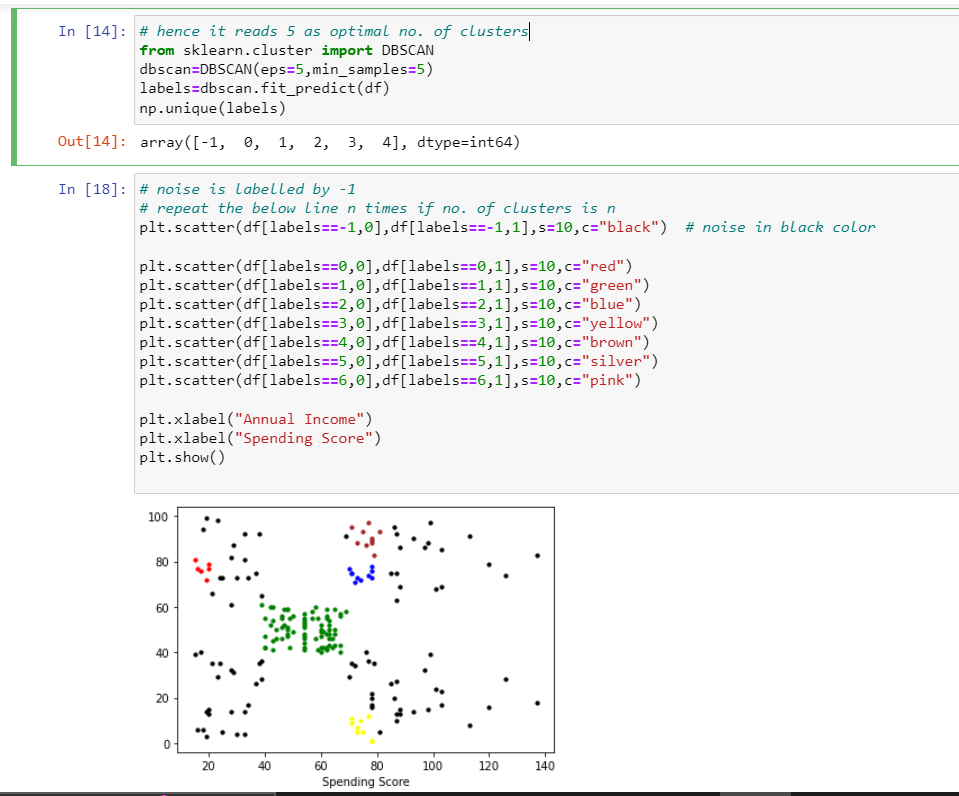 In [14]: # hence it reads 5 as optimal no. of clusters
from sklearn.cluster import DBSCAN
dbscan=DBSCAN(eps=5,min_samples=5)
labels=dbscan.fit_predict(df)
np.unique(labels)
Out[14]: array([-1, 0, 1, 2, 3, 4], dtype=int64)
In [18]: # noise is labelled by -1
# repeat the below line n times if no. of clusters is n
plt.scatter(df[labels==-1,0],df[labels==-1,1],s=10,c="black") # noise in black color
plt.scatter(df[labels==0,0],df[labels==0,1],s=10,c="red")
plt.scatter(df[labels==1,0],df[labels==1,1],s=10,c="green")
plt.scatter(df[labels==2,0],df[labels==2,1],s=10,c="blue")
plt.scatter(df[labels==3,0],df[labels==3,1],s=10,c="yellow")
plt.scatter(df[labels==4,0],df[labels==4,1],s=10,c="brown")
plt.scatter(df[labels==5,0],df[labels==5,1],s=10,c="silver")
plt.scatter(df[labels==6,0],df[labels==6,1],s=10,c="pink")
plt.xlabel("Annual Income")
plt.xlabel("Spending Score")
plt.show()
100
80
60
40
20
0
20 40 60 80 100 120 140
Spending Score